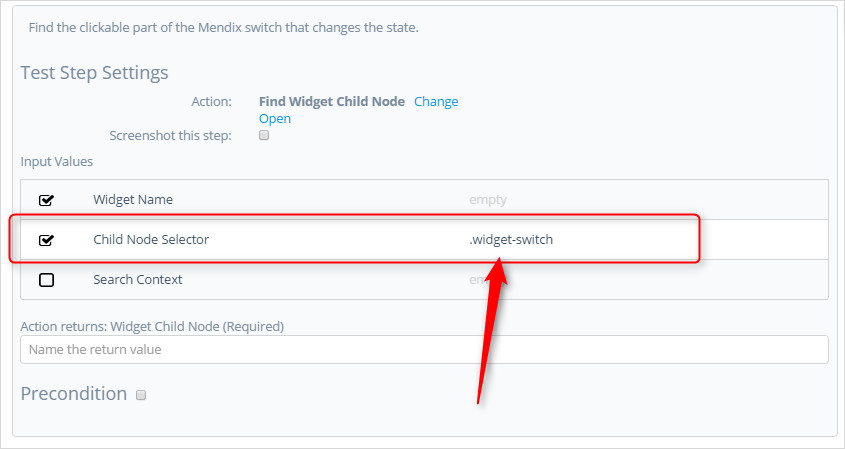 Find the clickable part of the Mendix switch that changes the state.
Test Step Settings
Action: Find Widget Child Node Change
Open
Screenshot this step:
Input Values
Widget Name empty
Child Node Selector .widget-switch
Search Context
Action returns: Widget Child Node (Required)
Name the return value
Precondition